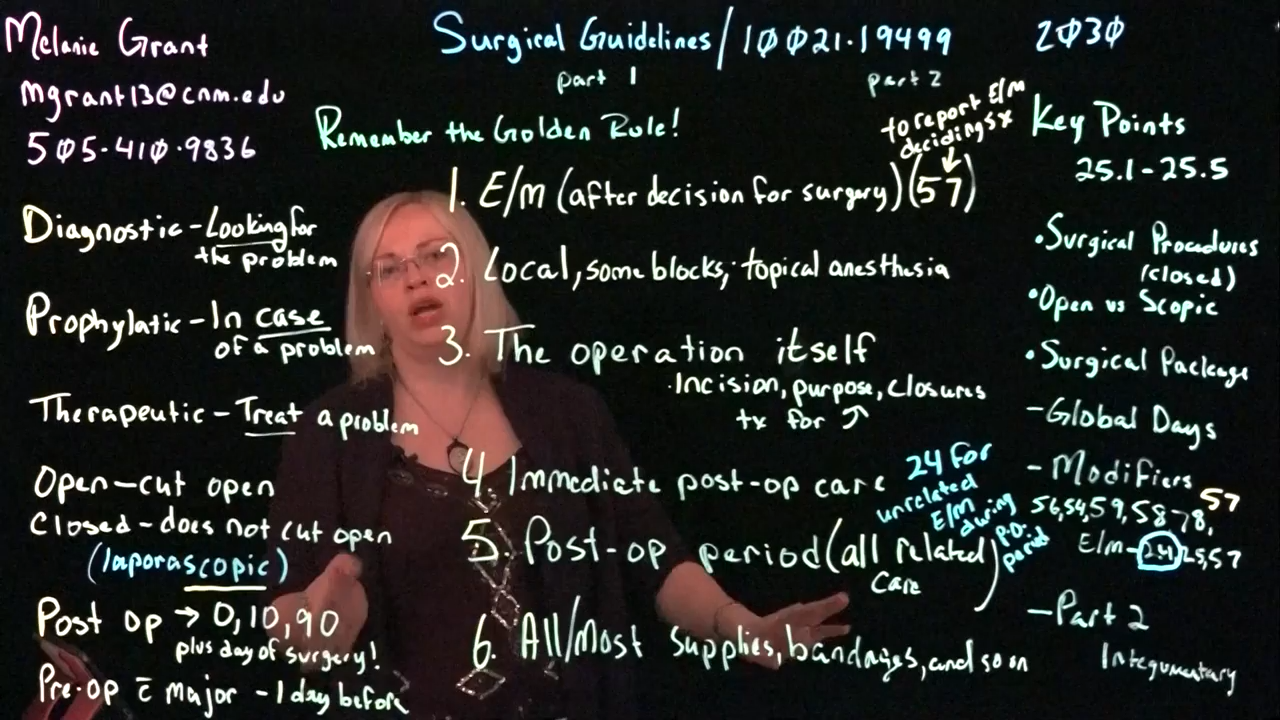 Melanie Grant
mgrant13@cnm.edu
505-410-9836
Diagnostic - Looking for
the problem
Prophylatic - In case
of a problem
Therapeutic - Treat a problem
Open - cut open
Closed - does not cut open
(laporascopic)
Post op → 0, 10, 90
plus day of surgery!
Pre-op c̄ major - 1 day before
Surgical Guidelines / 10021-19499
part 1
part 2
Remember the Golden Rule!
to report E/M
deciding sx
1. E/M (after decision for surgery) (57)
2. Local, some blocks, topical anesthesia
3. The operation itself
· Incision, purpose, closures
tx for
4. Immediate post-op care
24 for
unrelated
E/M during
P.O. period
5. Post-op period (all related
care)
6. All/Most supplies, bandages, and so on
2030
Key Points
25.1 - 25.5
• Surgical Procedures
(closed)
• Open vs Scopic
• Surgical Package
- Global Days
- Modifiers
56, 54, 59, 58, 78, 57
E/M - 24, 25, 57
- Part 2
Integumentary